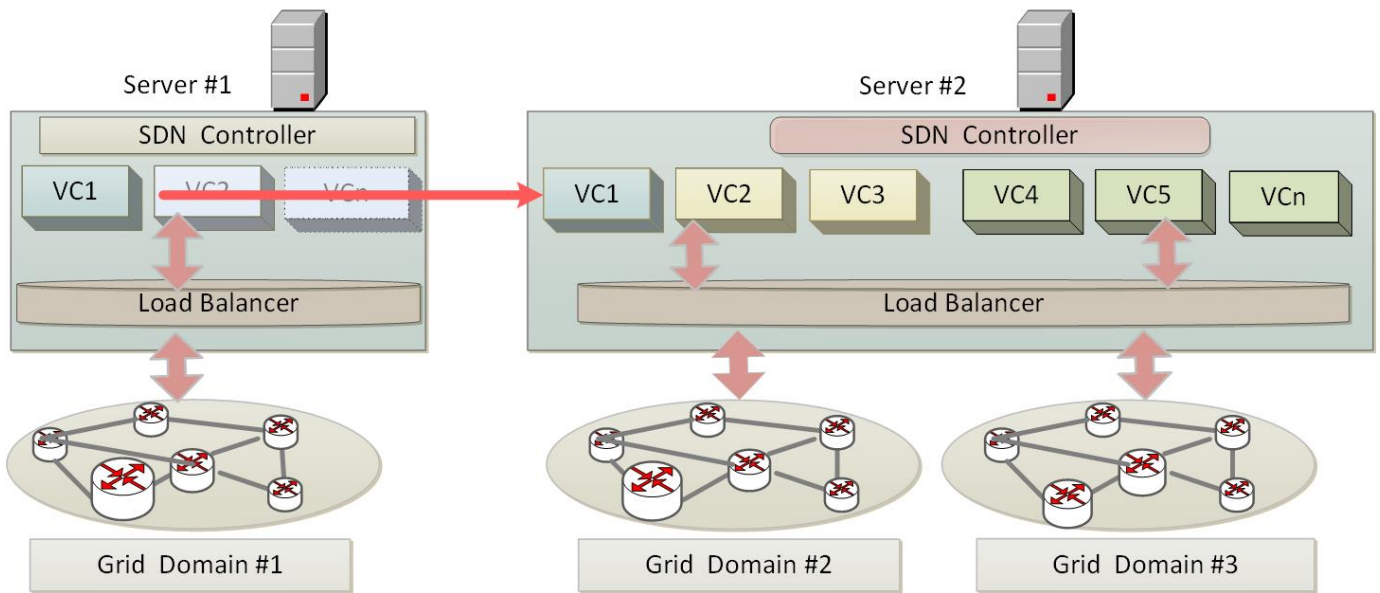 Server #1
Server #2
SDN Controller
SDN Controller
VC1
VC2
VCn
VC1
VC2
VC3
VC4
VC5
VCn
Load Balancer
Load Balancer
Grid Domain #1
Grid Domain #2
Grid Domain #3